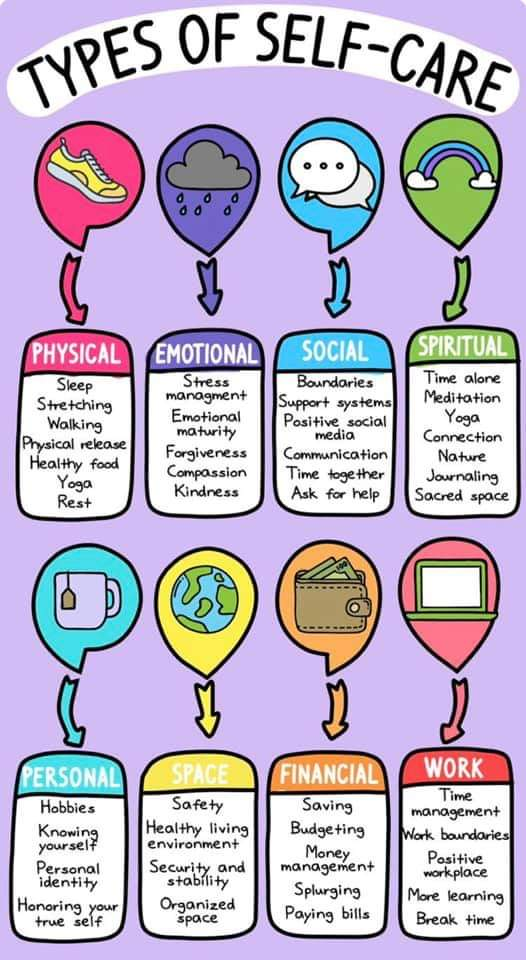 TYPES OF SELF-CARE
PHYSICAL
Sleep
Stretching
Walking
Physical release
Healthy food
Yoga
Rest
EMOTIONAL
Stress
managment
Emotional
maturity
Forgiveness
Compassion
Kindness
SOCIAL
Boundaries
Support systems
Positive social
media
Communication
Time together
Ask for help
SPIRITUAL
Time alone
Meditation
Yoga
Connection
Nature
Journaling
Sacred space
100
PERSONAL
Hobbies
Knowing
yourself
Personal
identity
Honoring your
true self
SPACE
Safety
Healthy living
environment
Security and
stability
Organized
space
FINANCIAL
Saving
Budgeting
Money
management
Splurging
Paying bills
WORK
Time
management
Work boundaries
Positive
workplace
More learning
Break time